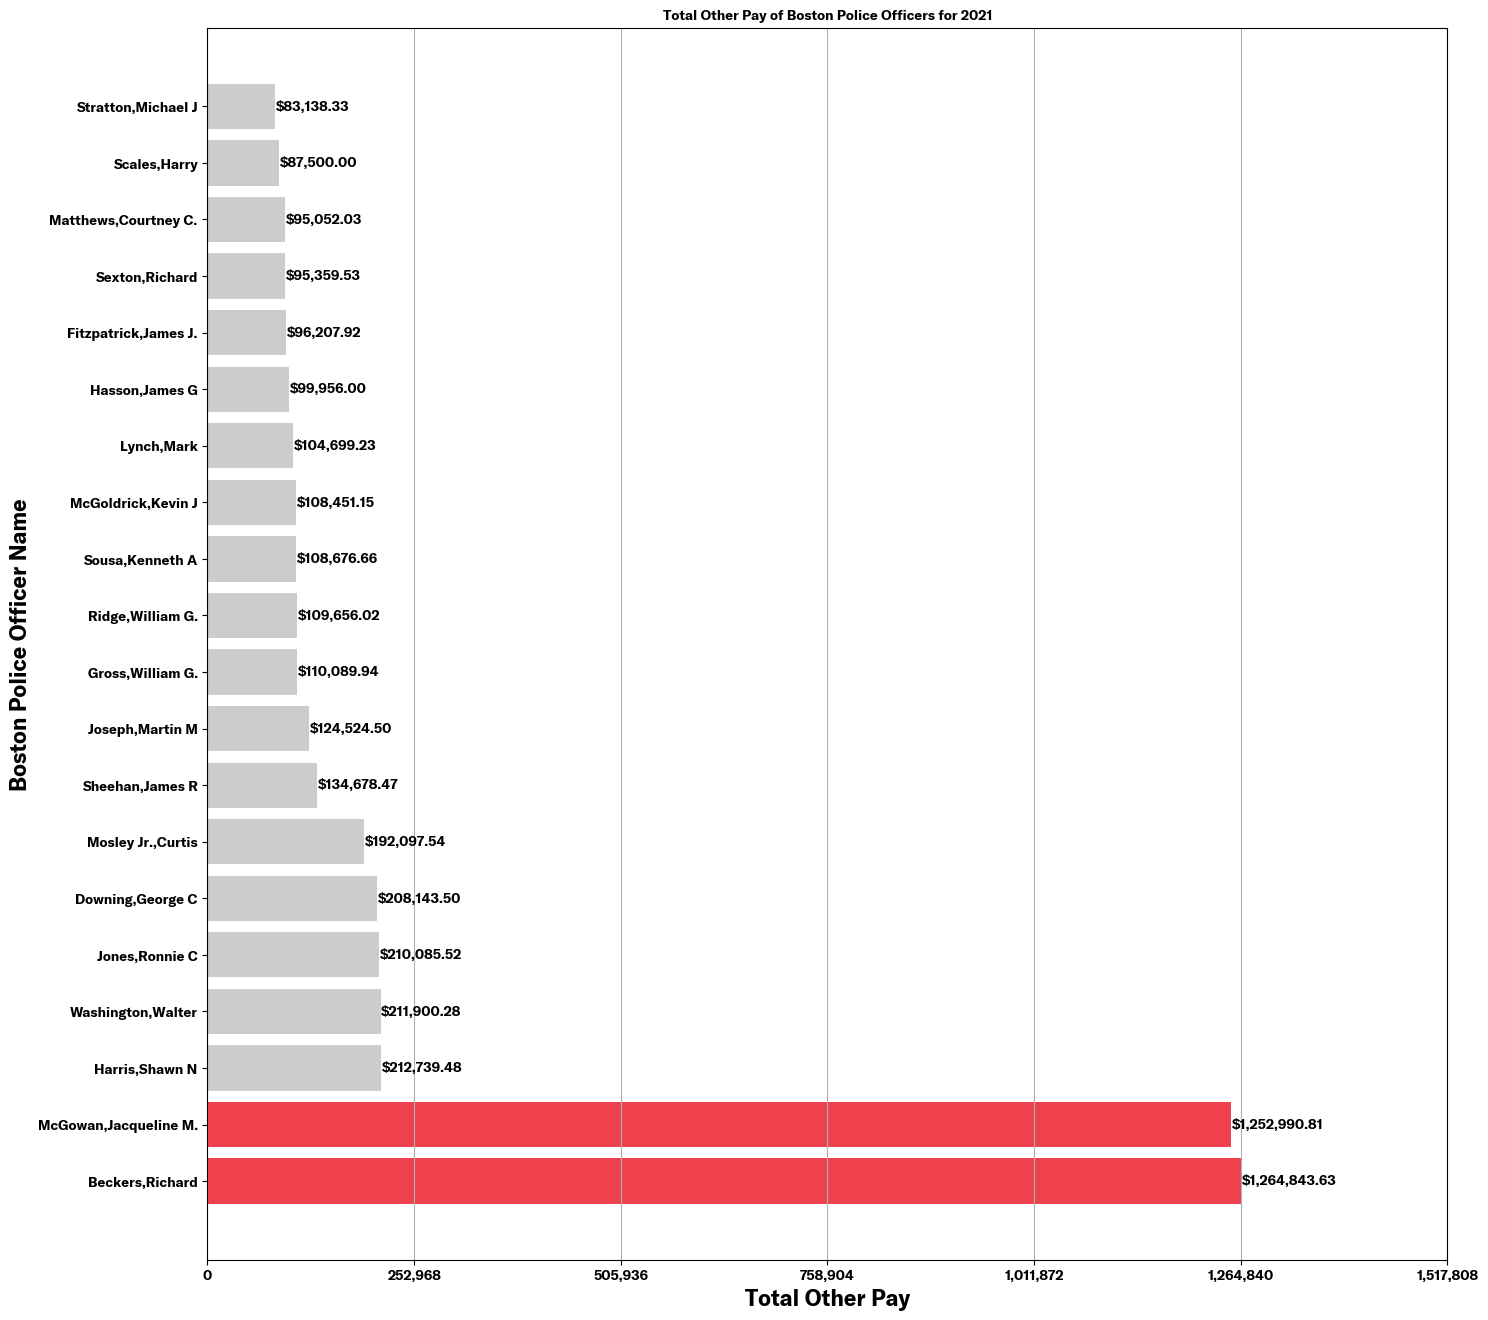 Total Other Pay of Boston Police Officers for 2021
Boston Police Officer Name
Stratton,Michael J $83,138.33
Scales,Harry $87,500.00
Matthews,Courtney C. $95,052.03
Sexton,Richard $95,359.53
Fitzpatrick,James J. $96,207.92
Hasson,James G $99,956.00
Lynch,Mark $104,699.23
McGoldrick,Kevin J $108,451.15
Sousa,Kenneth A $108,676.66
Ridge,William G. $109,656.02
Gross,William G. $110,089.94
Joseph,Martin M $124,524.50
Sheehan,James R $134,678.47
Mosley Jr.,Curtis $192,097.54
Downing,George C $208,143.50
Jones,Ronnie C $210,085.52
Washington,Walter $211,900.28
Harris,Shawn N $212,739.48
McGowan,Jacqueline M. $1,252,990.81
Beckers,Richard $1,264,843.63
0 252,968 505,936 758,904 1,011,872 1,264,840 1,517,808
Total Other Pay